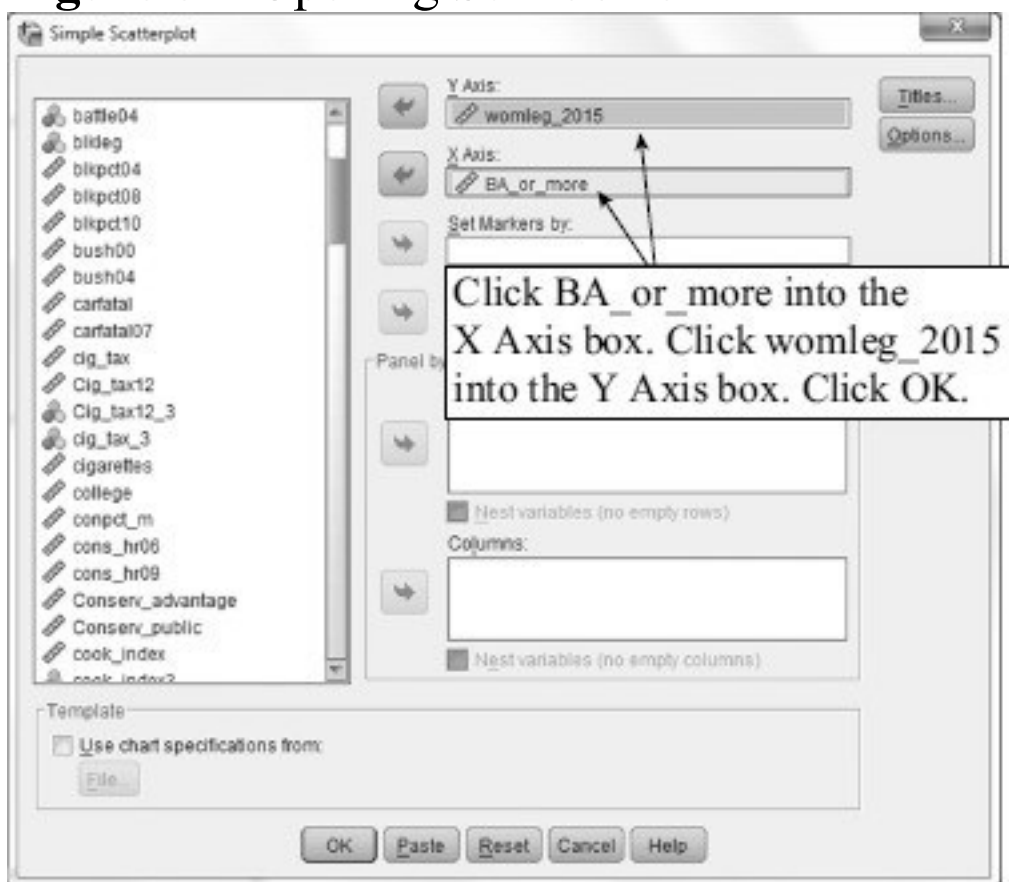 Simple Scatterplot
X
battle04
blkleg
blkpct04
blkpct08
blkpct10
bush00
bush04
carfatal
carfatal07
cig_tax
Cig_tax12
Cig_tax12_3
cig_tax_3
cigarettes
college
conpct_m
cons_hr06
cons_hr09
Conserv_advantage
Conserv_public
cook_index
Y Axis:
womleg_2015
X Axis:
BA_or_more
Set Markers by:
Click BA_or_more into the
X Axis box. Click womleg_2015
into the Y Axis box. Click OK.
Panel by
Nest variables (no empty rows)
Columns:
Nest variables (no empty columns)
Titles...
Options...
Template
Use chart specifications from:
File...
OK Paste Reset Cancel Help